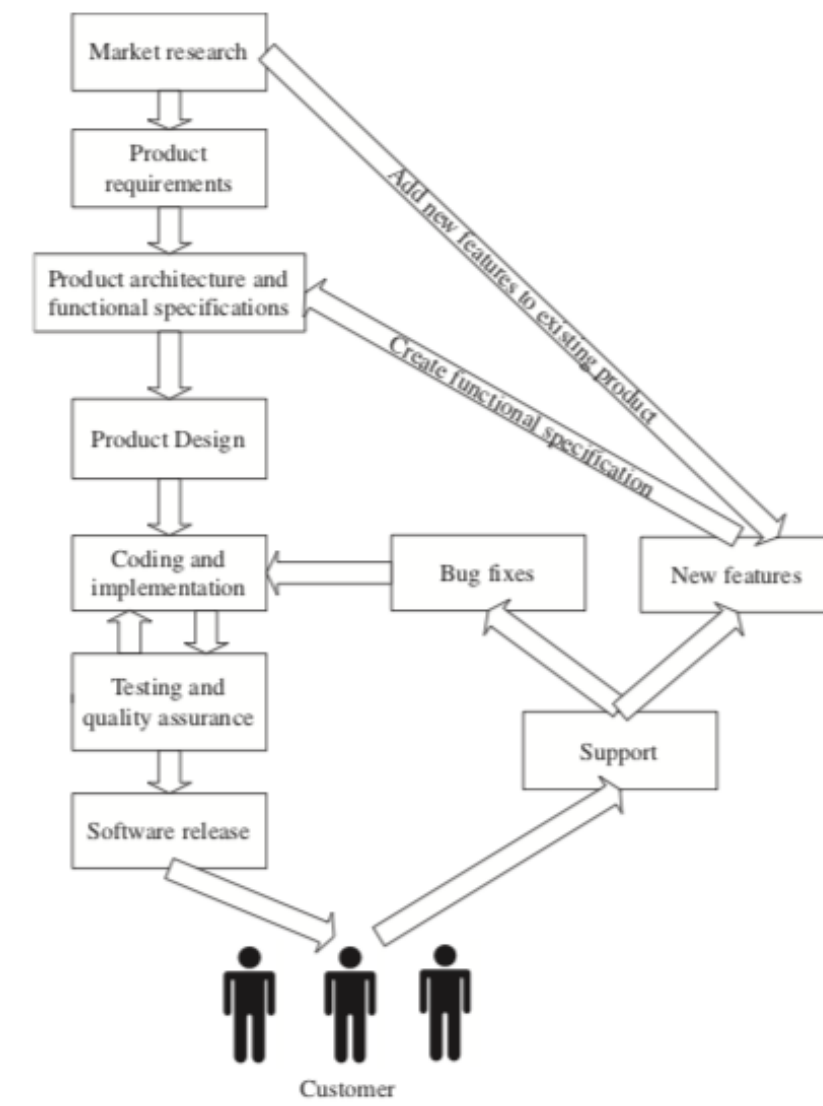 Market research
Product
requirements
Add new features to existing product
Product architecture and
functional specifications
Create functional specification
Product Design
Coding and
implementation
Bug fixes
New features
Testing and
quality assurance
Support
Software release
Customer